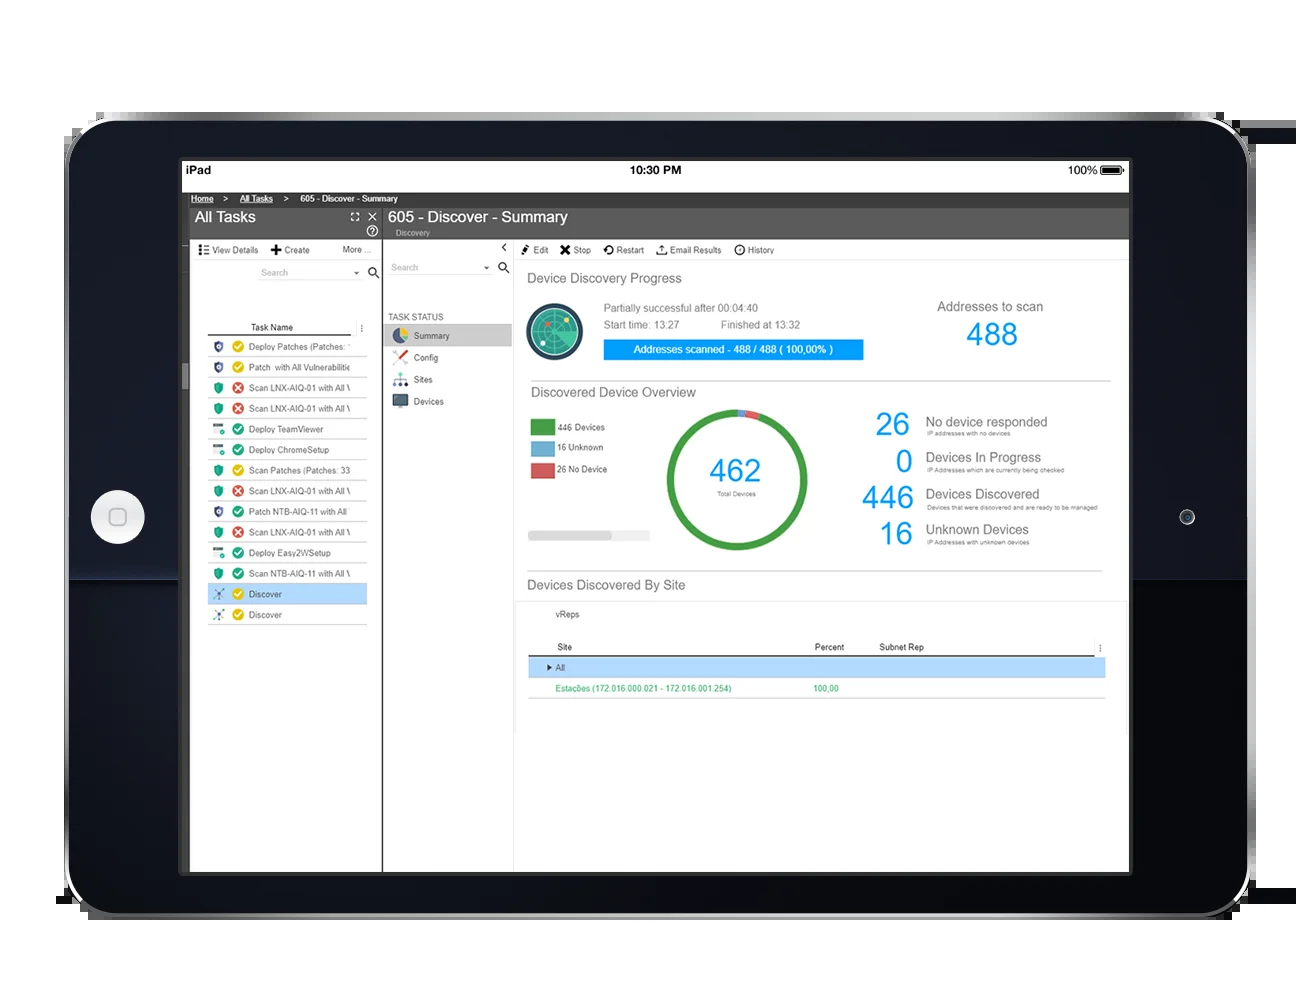 iPad
10:30 PM
100%
Home > All Tasks > 605 - Discover - Summary
All Tasks
605 - Discover - Summary
Discovery
View Details
Create
More ...
Search
Task Name
Deploy Patches (Patches:
Patch with All Vulnerabilitie
Scan LNX-AIQ-01 with All V
Scan LNX-AIQ-01 with All V
Deploy TeamViewer
Deploy ChromeSetup
Scan Patches (Patches: 33
Scan LNX-AIQ-01 with All V
Patch NTB-AIQ-11 with All
Scan LNX-AIQ-01 with All V
Deploy Easy2WSetup
Scan NTB-AIQ-11 with All V
Discover
Discover
Search
TASK STATUS
Summary
Config
Sites
Devices
Edit
Stop
Restart
Email Results
History
Device Discovery Progress
Partially successful after 00:04:40
Start time: 13:27
Finished at 13:32
Addresses scanned - 488 / 488 ( 100,00% )
Addresses to scan
488
Discovered Device Overview
446 Devices
16 Unknown
26 No Device
462
Total Devices
26 No device responded
IP addresses with no devices
0 Devices In Progress
IP Addresses which are currently being checked
446 Devices Discovered
Devices that were discovered and are ready to be managed
16 Unknown Devices
IP Addresses with unknown devices
Devices Discovered By Site
vReps
Site Percent Subnet Rep
All
Estações (172.016.000.021 - 172.016.001.254) 100,00